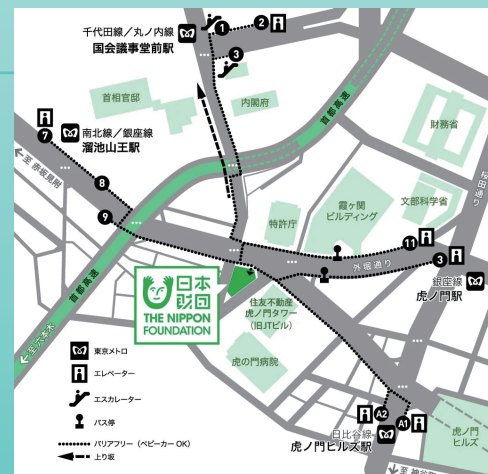 千代田線／丸ノ内線
国会議事堂前駅
1
2
3
首相官邸
内閣府
首都高速
財務省
桜田通り
7
南北線／銀座線
溜池山王駅
至 赤坂見附
8
9
特許庁
霞ヶ関
ビルディング
文部科学省
11
3
外堀通り
銀座線
虎ノ門駅
首都高速
日本
財団
THE NIPPON
FOUNDATION
住友不動産
虎ノ門タワー
（旧JTビル）
虎の門病院
至 六本木
東京メトロ
エレベーター
エスカレーター
バス停
バリアフリー（ベビーカー OK）
上り坂
A2
A1
日比谷線
虎ノ門ヒルズ駅
虎ノ門
ヒルズ